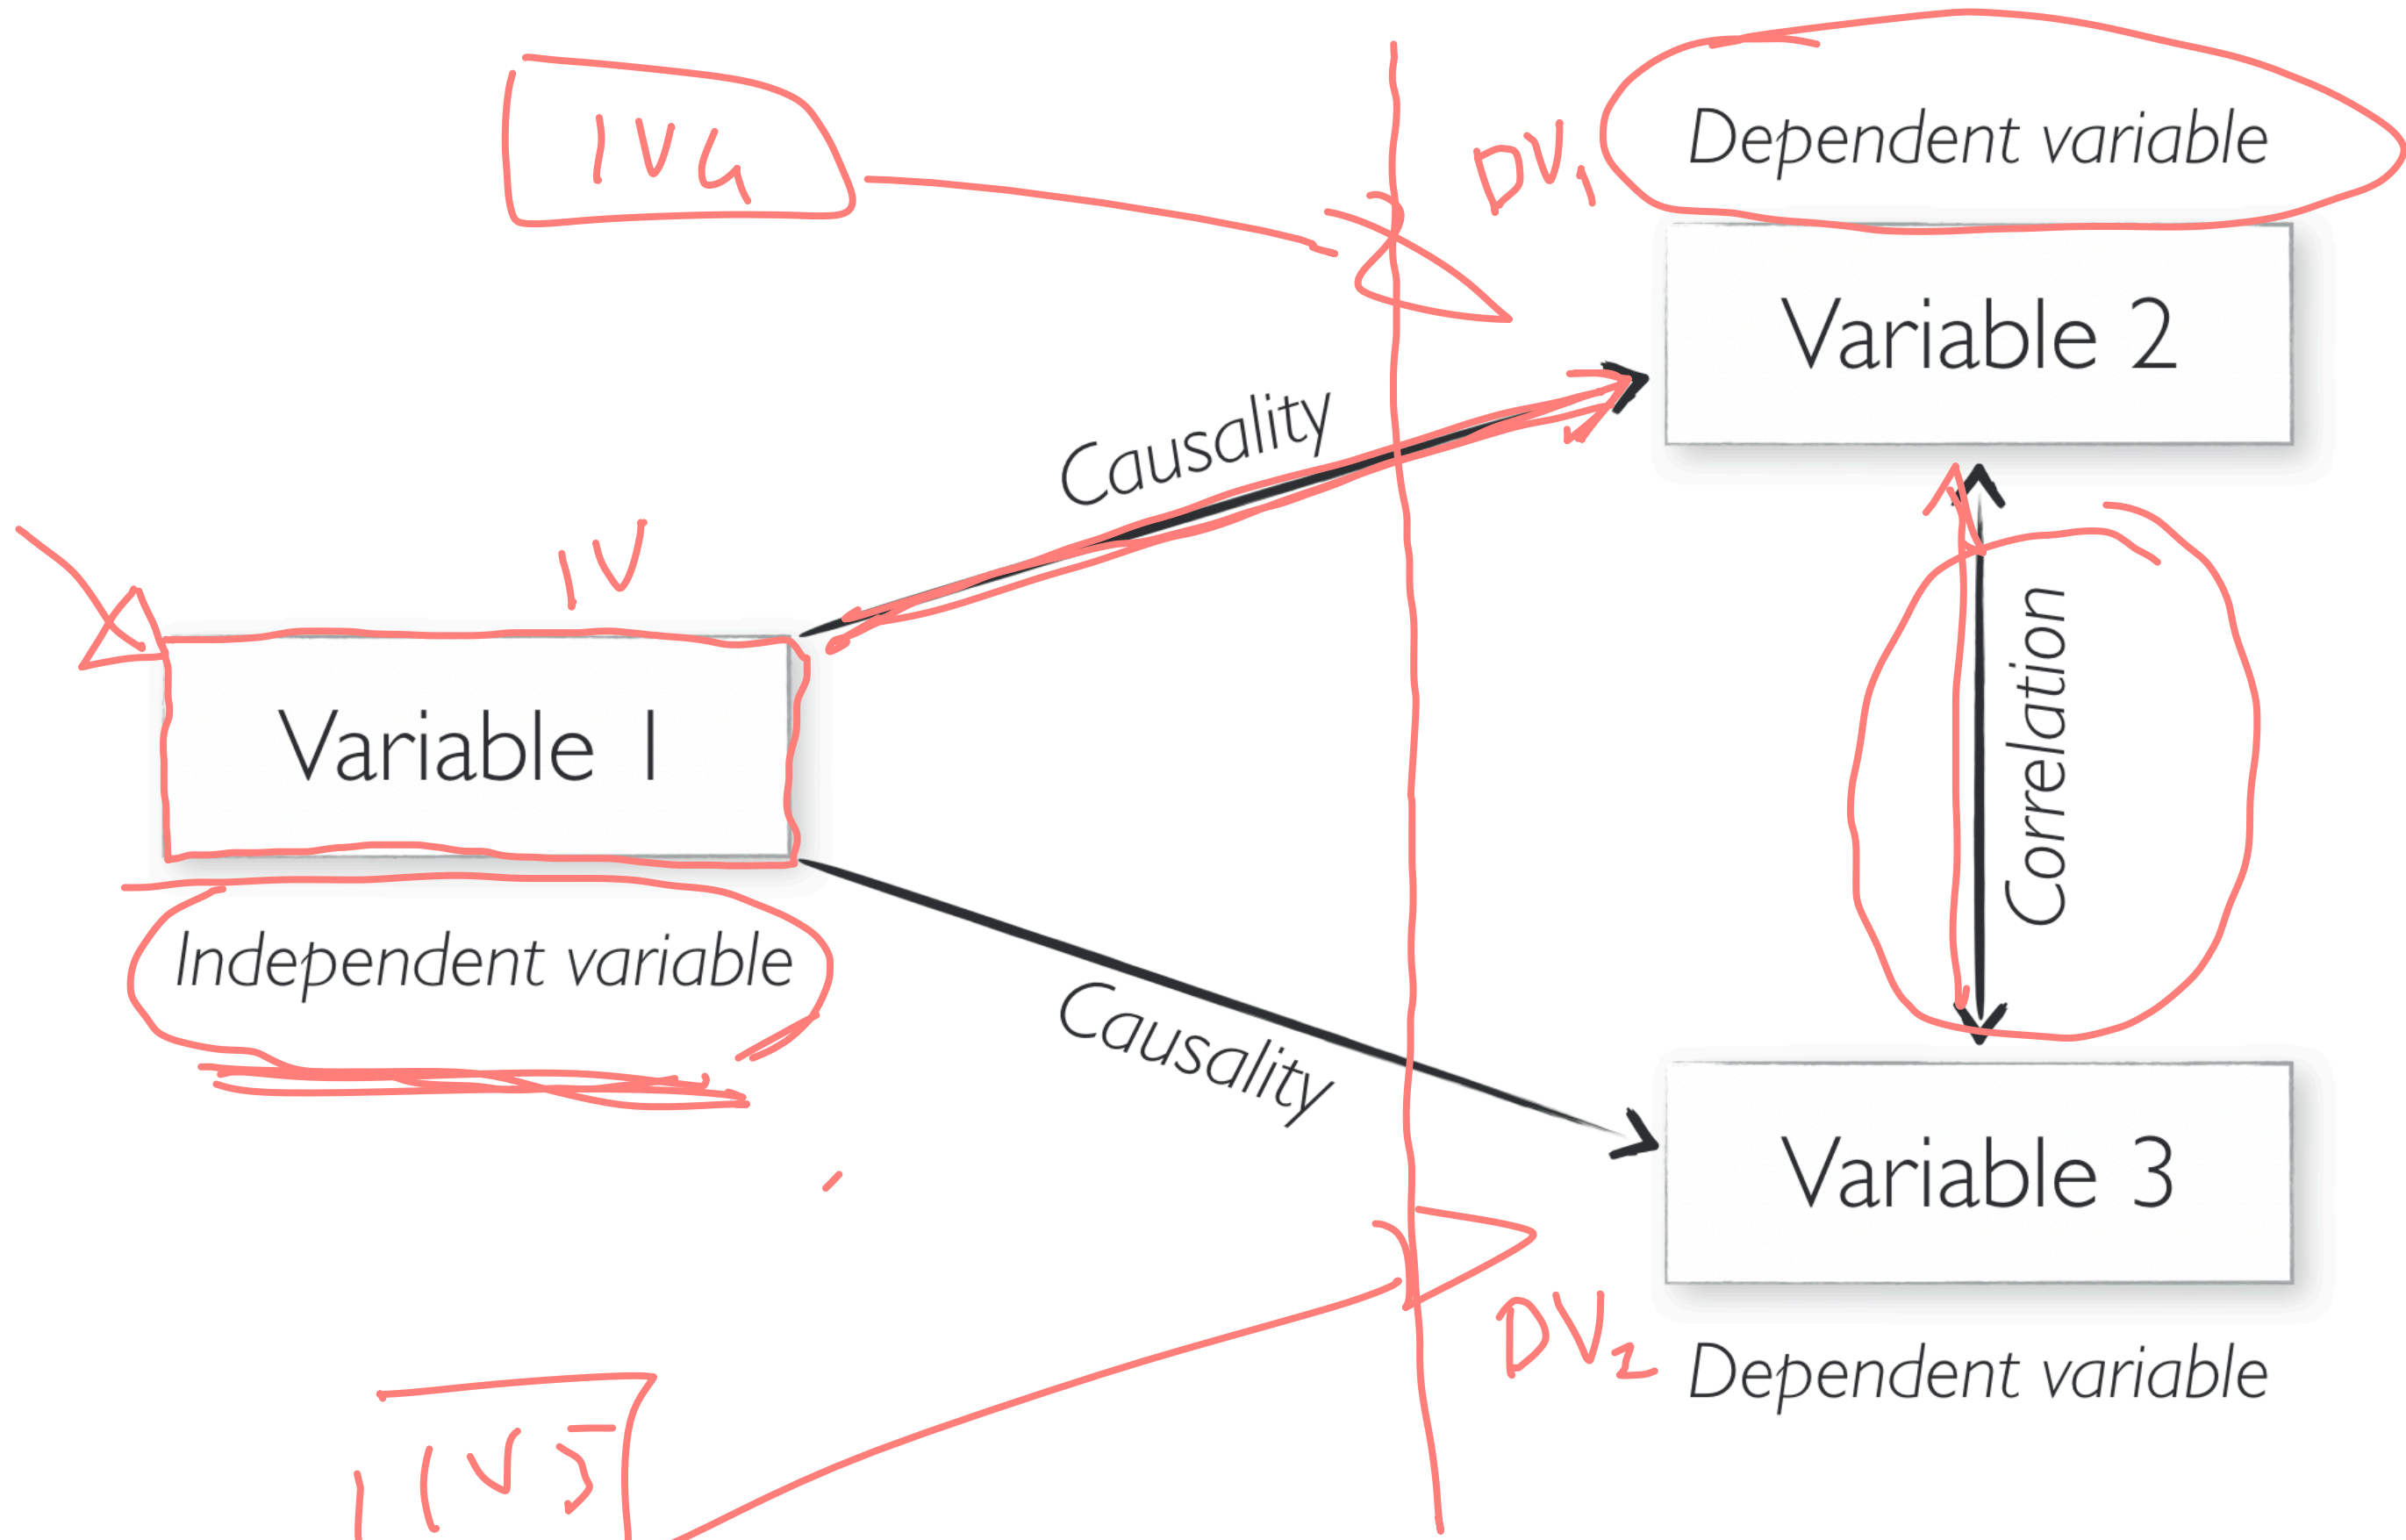 IV4
DV1
Dependent variable
Variable 2
Causality
IV
Variable 1
Independent variable
Correlation
Causality
Variable 3
DV2
Dependent variable
IV5